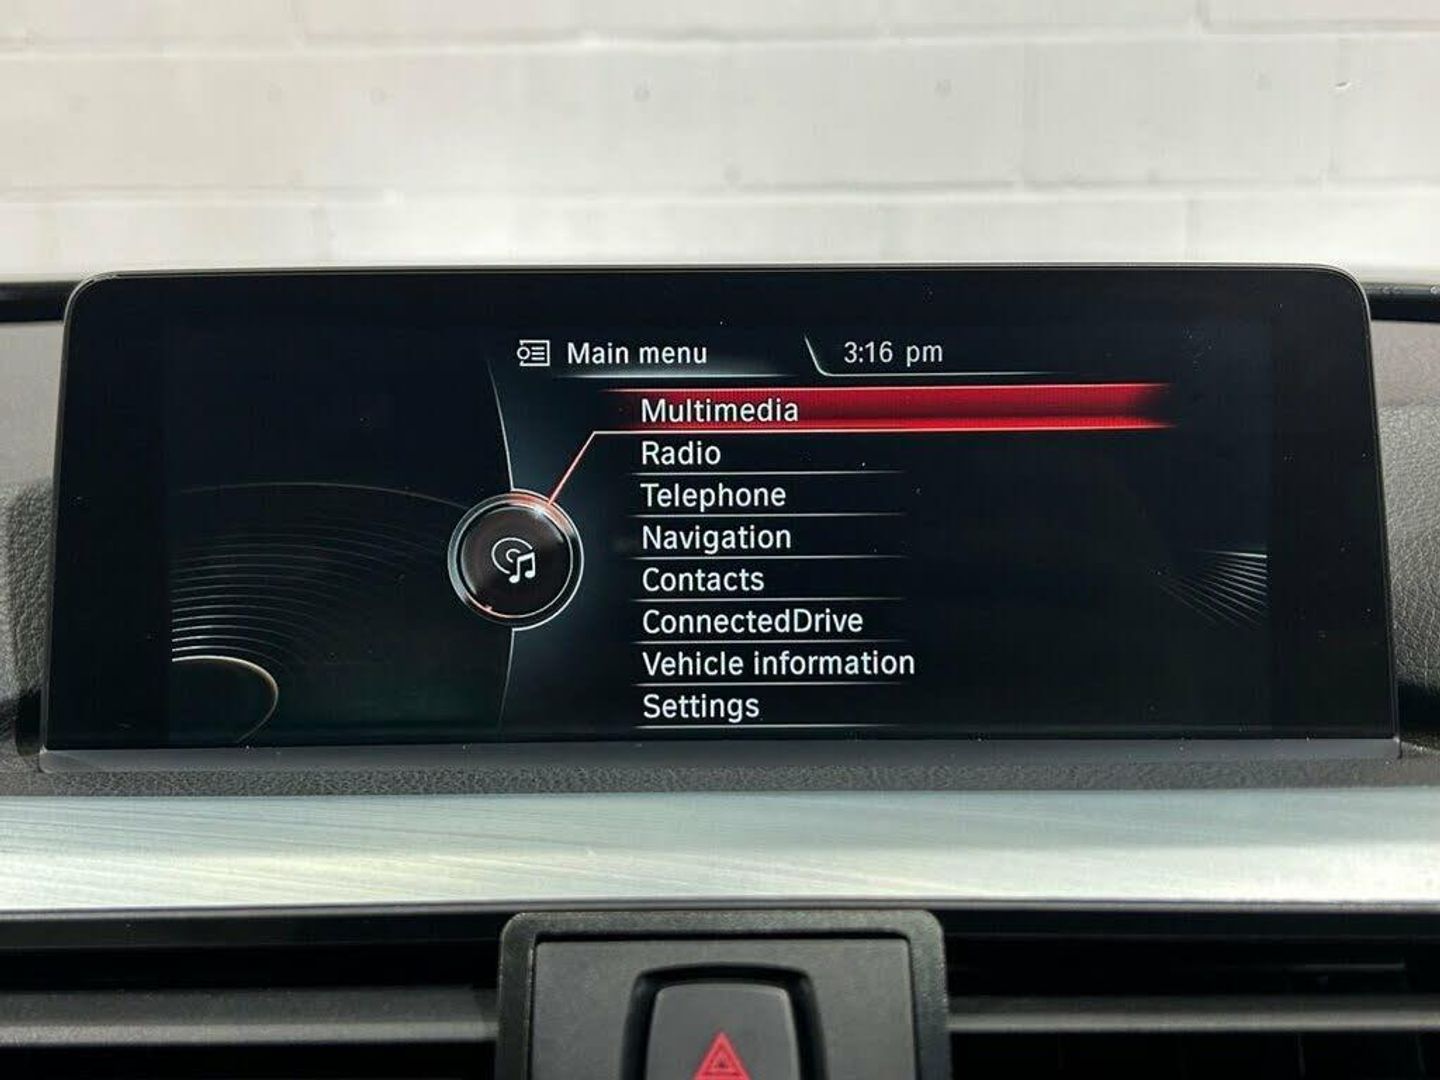 Main menu
3:16 pm
Multimedia
Radio
Telephone
Navigation
Contacts
ConnectedDrive
Vehicle information
Settings